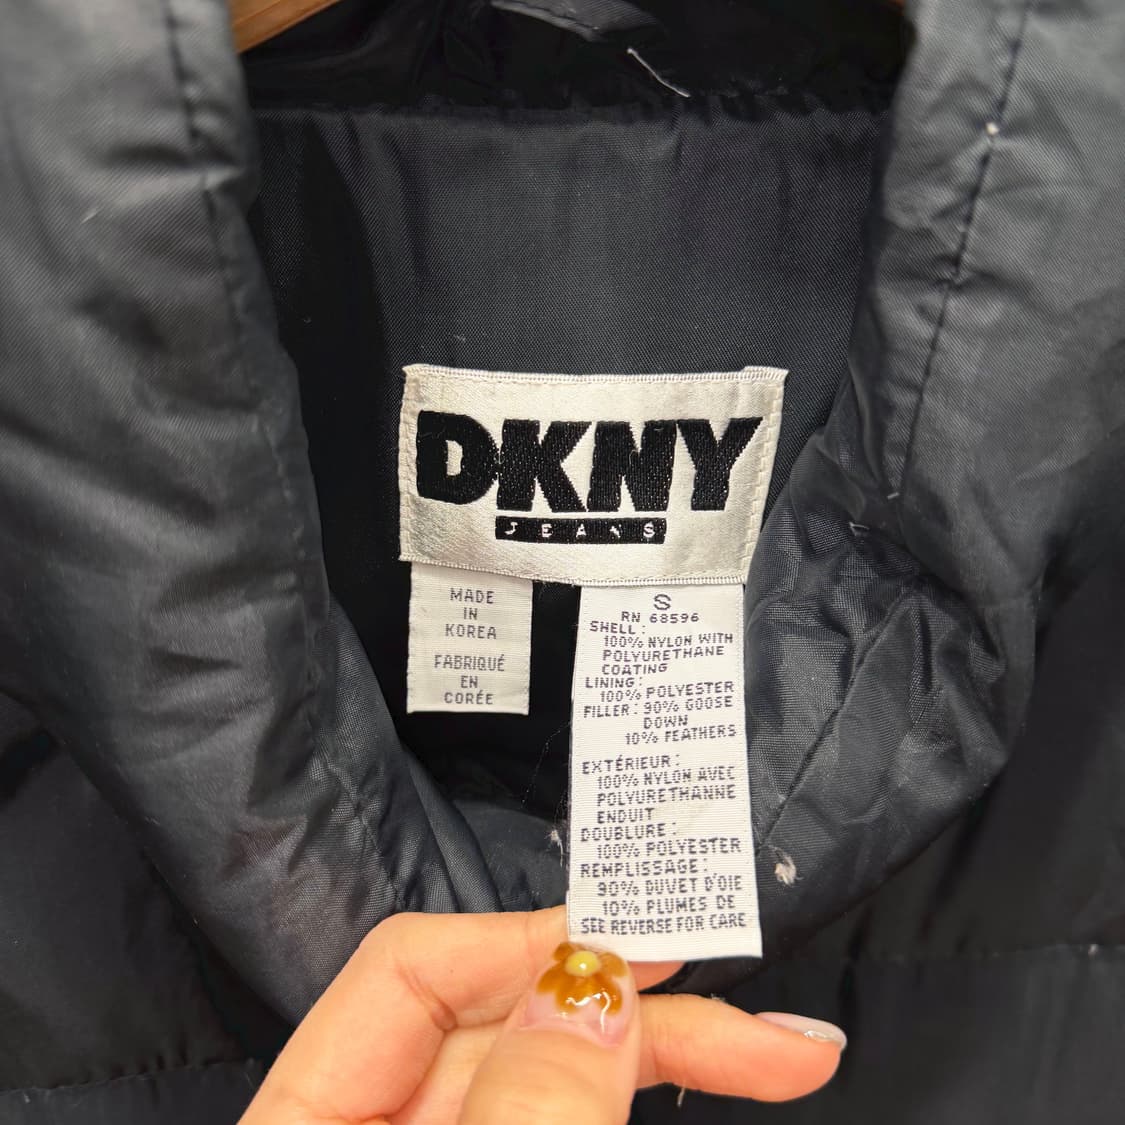 DKNY
JEANS
MADE
IN
KOREA
FABRIQUÉ
EN
CORÉE
S
RN 68596
SHELL:
100% NYLON WITH
POLYURETHANE
COATING
LINING:
100% POLYESTER
FILLER: 90% GOOSE
DOWN
10% FEATHERS
EXTÉRIEUR:
100% NYLON AVEC
POLYURETHANNE
ENDUIT
DOUBLURE:
100% POLYESTER
REMPLISSAGE:
90% DUVET D'OIE
10% PLUMES DE
SEE REVERSE FOR CARE